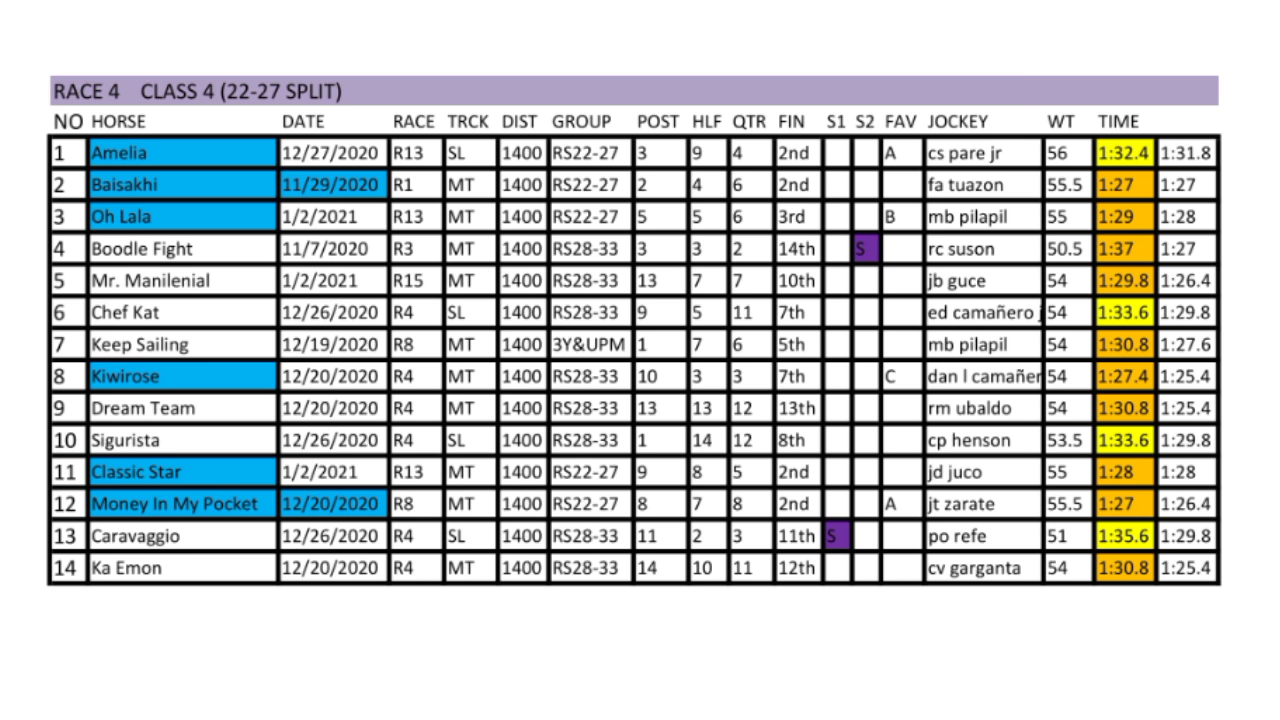 RACE 4 CLASS 4 (22-27 SPLIT)
NO HORSE DATE RACE TRCK DIST GROUP POST HLF QTR FIN S1 S2 FAV JOCKEY WT TIME
1 Amelia 12/27/2020 R13 SL 1400 RS22-27 3 9 4 2nd A cs pare jr 56 1:32.4 1:31.8
2 Baisakhi 11/29/2020 R1 MT 1400 RS22-27 2 4 6 2nd fa tuazon 55.5 1:27 1:27
3 Oh Lala 1/2/2021 R13 MT 1400 RS22-27 5 5 6 3rd B mb pilapil 55 1:29 1:28
4 Boodle Fight 11/7/2020 R3 MT 1400 RS28-33 3 3 2 14th S rc suson 50.5 1:37 1:27
5 Mr. Manilenial 1/2/2021 R15 MT 1400 RS28-33 13 7 7 10th jb guce 54 1:29.8 1:26.4
6 Chef Kat 12/26/2020 R4 SL 1400 RS28-33 9 5 11 7th ed camañero j 54 1:33.6 1:29.8
7 Keep Sailing 12/19/2020 R8 MT 1400 3Y&UPM 1 7 6 5th mb pilapil 54 1:30.8 1:27.6
8 Kiwirose 12/20/2020 R4 MT 1400 RS28-33 10 3 3 7th C dan l camañer 54 1:27.4 1:25.4
9 Dream Team 12/20/2020 R4 MT 1400 RS28-33 13 13 12 13th rm ubaldo 54 1:30.8 1:25.4
10 Sigurista 12/26/2020 R4 SL 1400 RS28-33 1 14 12 8th cp henson 53.5 1:33.6 1:29.8
11 Classic Star 1/2/2021 R13 MT 1400 RS22-27 9 8 5 2nd jd juco 55 1:28 1:28
12 Money In My Pocket 12/20/2020 R8 MT 1400 RS22-27 8 7 8 2nd A jt zarate 55.5 1:27 1:26.4
13 Caravaggio 12/26/2020 R4 SL 1400 RS28-33 11 2 3 11th S po refe 51 1:35.6 1:29.8
14 Ka Emon 12/20/2020 R4 MT 1400 RS28-33 14 10 11 12th cv garganta 54 1:30.8 1:25.4